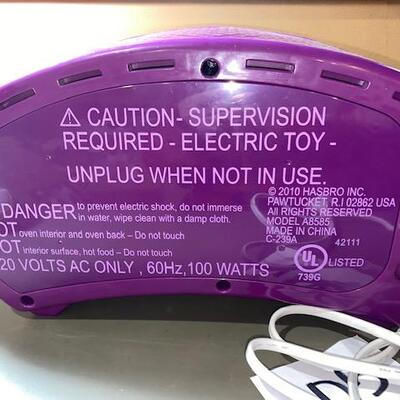 ⚠ CAUTION- SUPERVISION
REQUIRED - ELECTRIC TOY -
UNPLUG WHEN NOT IN USE.
© 2010 HASBRO INC.
PAWTUCKET, R.I 02862 USA
ALL RIGHTS RESERVED
MODEL A8585
MADE IN CHINA
C-239A
42111
DANGER to prevent electric shock, do not immerse
in water, wipe clean with a damp cloth.
OT oven interior and oven back – Do not touch
OT interior surface, hot food – Do not touch
20 VOLTS AC ONLY , 60Hz,100 WATTS
UL LISTED
739G